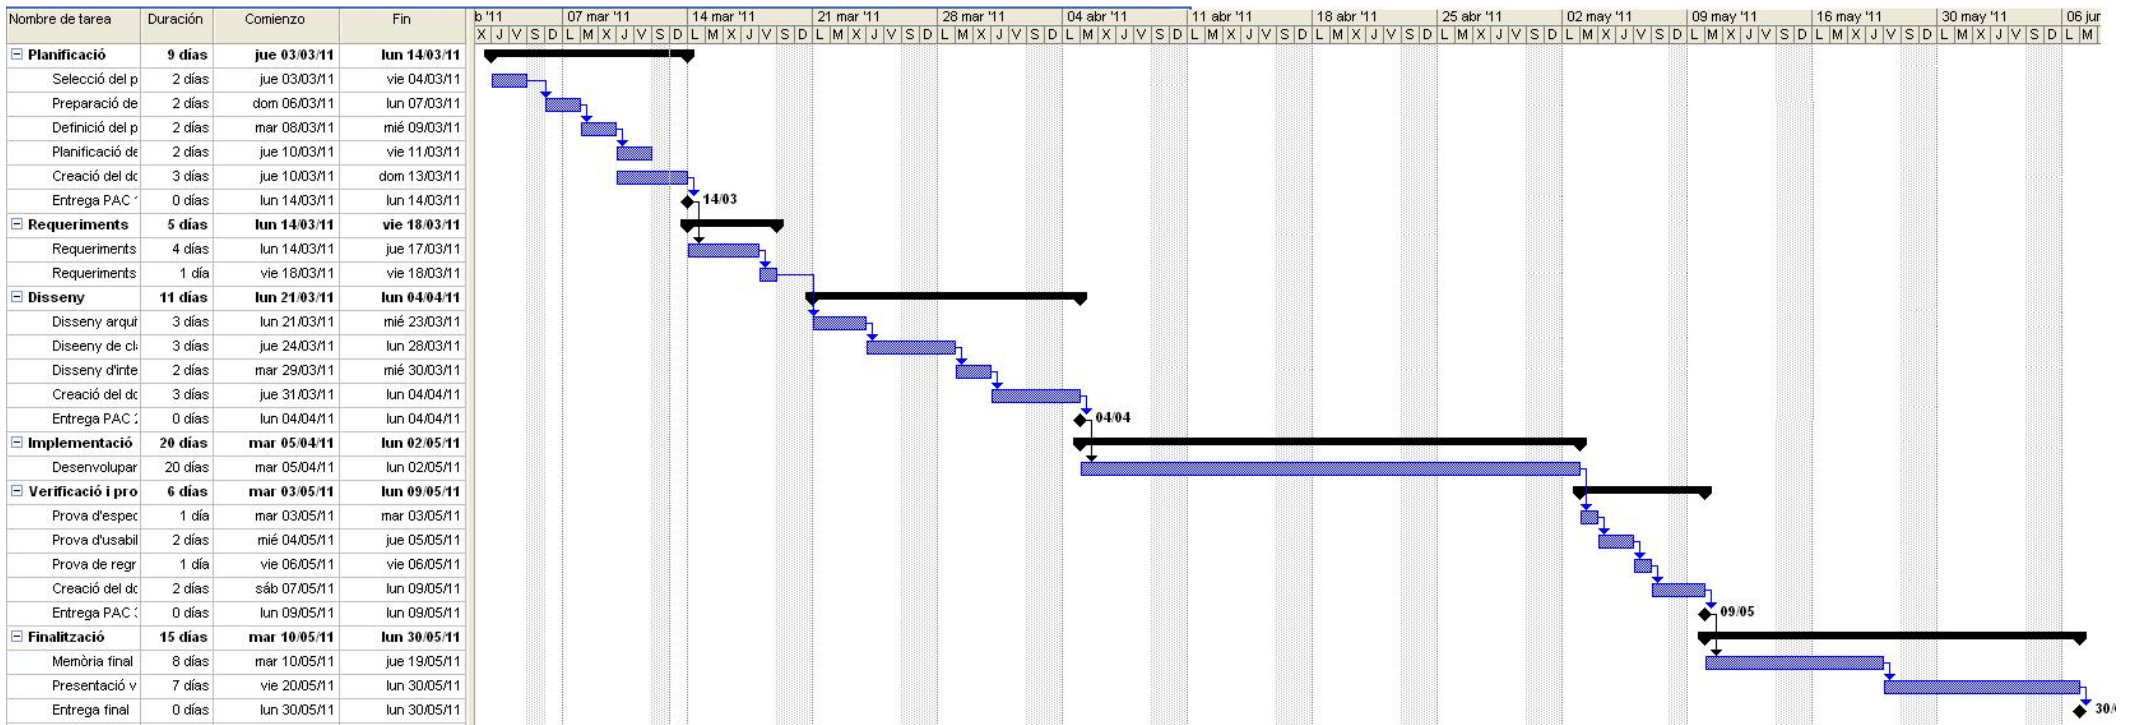 Nombre de tarea Duración Comienzo Fin b '11 07 mar '11 14 mar '11 21 mar '11 28 mar '11 04 abr '11 11 abr '11 18 abr '11 25 abr '11 02 may '11 09 may '11 16 may '11 30 may '11 06 jur
X J V S D L M X J V S D L M X J V S D L M X J V S D L M X J V S D L M X J V S D L M X J V S D L M X J V S D L M X J V S D L M X J V S D L M X J V S D L M X J V S D L M X J V S D L M
Planificació 9 días jue 03/03/11 lun 14/03/11
Selecció del p 2 días jue 03/03/11 vie 04/03/11
Preparació de 2 días dom 06/03/11 lun 07/03/11
Definició del p 2 días mar 08/03/11 mié 09/03/11
Planificació de 2 días jue 10/03/11 vie 11/03/11
Creació del dc 3 días jue 10/03/11 dom 13/03/11
Entrega PAC 0 días lun 14/03/11 lun 14/03/11 14/03
Requeriments 5 días lun 14/03/11 vie 18/03/11
Requeriments 4 días lun 14/03/11 jue 17/03/11
Requeriments 1 día vie 18/03/11 vie 18/03/11
Disseny 11 días lun 21/03/11 lun 04/04/11
Disseny arqui 3 días lun 21/03/11 mié 23/03/11
Diseeny de cl 3 días jue 24/03/11 lun 28/03/11
Disseny d'inte 2 días mar 29/03/11 mié 30/03/11
Creació del dc 3 días jue 31/03/11 lun 04/04/11
Entrega PAC 0 días lun 04/04/11 lun 04/04/11 04/04
Implementació 20 días mar 05/04/11 lun 02/05/11
Desenvolupar 20 días mar 05/04/11 lun 02/05/11
Verificació i pro 6 días mar 03/05/11 lun 09/05/11
Prova d'espec 1 día mar 03/05/11 mar 03/05/11
Prova d'usabil 2 días mié 04/05/11 jue 05/05/11
Prova de regr 1 día vie 06/05/11 vie 06/05/11
Creació del dc 2 días sáb 07/05/11 lun 09/05/11
Entrega PAC 0 días lun 09/05/11 lun 09/05/11 09/05
Finalització 15 días mar 10/05/11 lun 30/05/11
Memòria final 8 días mar 10/05/11 jue 19/05/11
Presentació v 7 días vie 20/05/11 lun 30/05/11
Entrega final 0 días lun 30/05/11 lun 30/05/11 30/